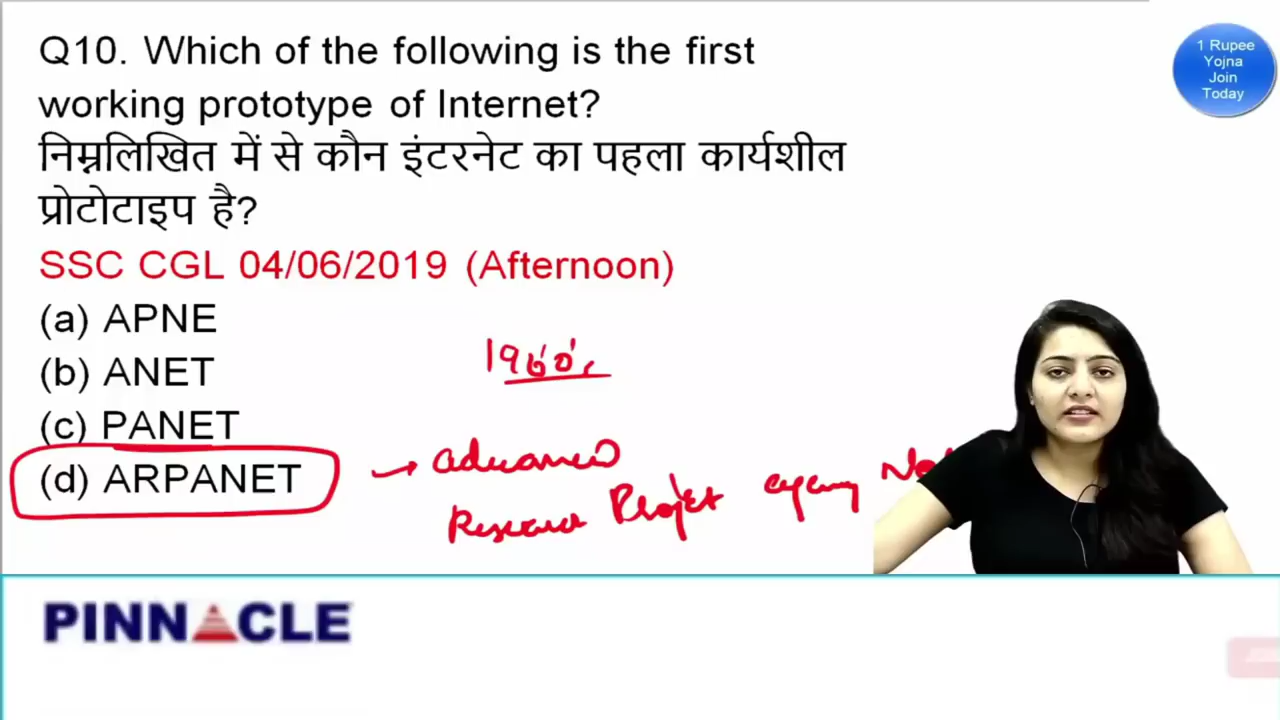 Q10. Which of the following is the first
working prototype of Internet?
निम्नलिखित में से कौन इंटरनेट का पहला कार्यशील
प्रोटोटाइप है?
SSC CGL 04/06/2019 (Afternoon)
(a) APNE
(b) ANET
(c) PANET
(d) ARPANET
1960's
advanced
Research Project agency
1 Rupee
Yojna
Join
Today
PINNACLE